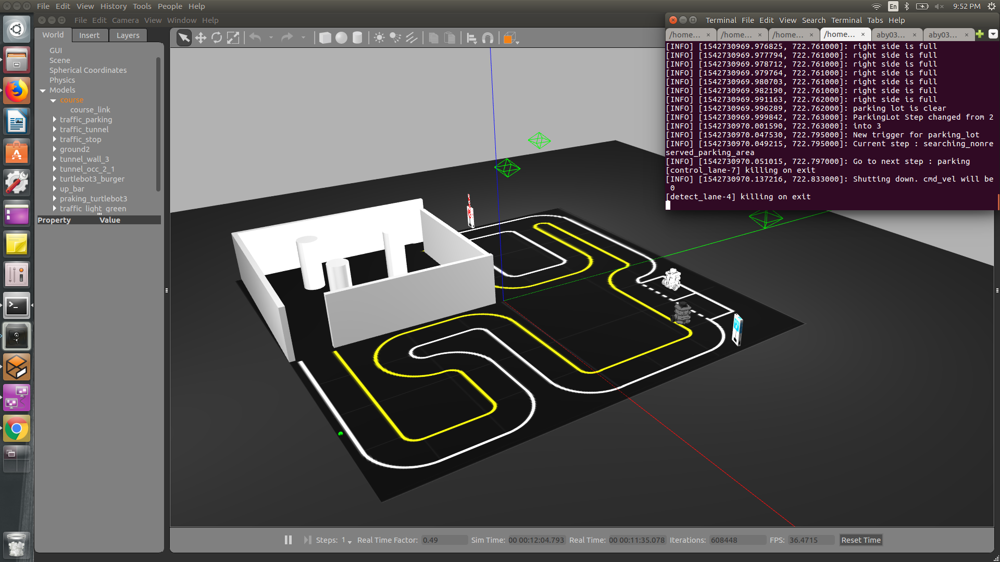 File Edit View History Tools People Help
En 9:52 PM
File Edit Camera View Window Help
World Insert Layers
GUI
Scene
Spherical Coordinates
Physics
Models
course
course_link
traffic_parking
traffic_tunnel
traffic_stop
ground2
tunnel_wall_3
tunnel_occ_2_1
turtlebot3_burger
up_bar
praking_turtlebot3
traffic_light_green
Property Value
Terminal File Edit View Search Terminal Tabs Help
/home... × /home... × /home... × /home... × aby03... × aby03... ×
[INFO] [1542730969.976825, 722.761000]: right side is full
[INFO] [1542730969.977794, 722.761000]: right side is full
[INFO] [1542730969.978712, 722.761000]: right side is full
[INFO] [1542730969.979764, 722.761000]: right side is full
[INFO] [1542730969.980703, 722.761000]: right side is full
[INFO] [1542730969.982190, 722.761000]: right side is full
[INFO] [1542730969.991163, 722.762000]: right side is full
[INFO] [1542730969.996289, 722.762000]: parking lot is clear
[INFO] [1542730969.999842, 722.763000]: ParkingLot Step changed from 2
[INFO] [1542730970.001590, 722.763000]: into 3
[INFO] [1542730970.047530, 722.795000]: New trigger for parking_lot
[INFO] [1542730970.049215, 722.795000]: Current step : searching_nonre
served_parking_area
[INFO] [1542730970.051015, 722.797000]: Go to next step : parking
[control_lane-7] killing on exit
[INFO] [1542730970.137216, 722.833000]: Shutting down. cmd_vel will be
0
[detect_lane-4] killing on exit
Steps: 1 Real Time Factor: 0.49 Sim Time: 00 00:12:04.793 Real Time: 00 00:11:35.078 Iterations: 608448 FPS: 36.4715 Reset Time